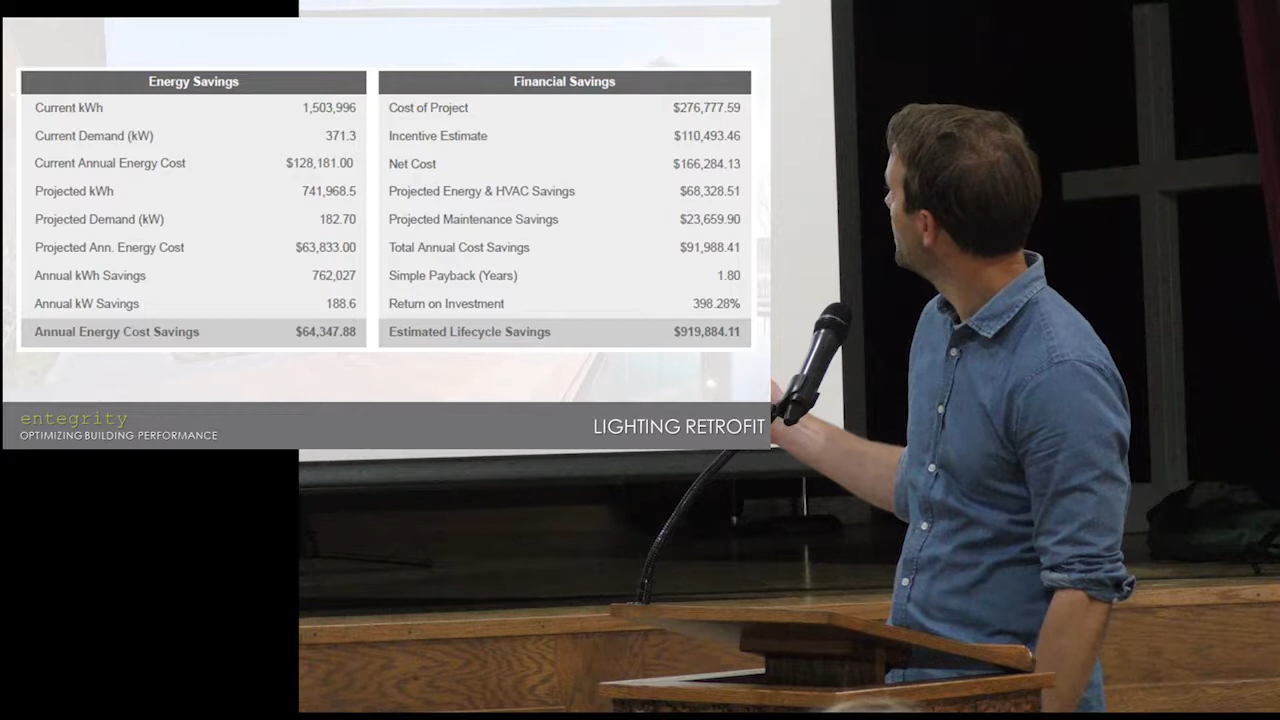 Energy Savings
Current kWh 1,503,996
Current Demand (kW) 371.3
Current Annual Energy Cost $128,181.00
Projected kWh 741,968.5
Projected Demand (kW) 182.70
Projected Ann. Energy Cost $63,833.00
Annual kWh Savings 762,027
Annual kW Savings 188.6
Annual Energy Cost Savings $64,347.88
Financial Savings
Cost of Project $276,777.59
Incentive Estimate $110,493.46
Net Cost $166,284.13
Projected Energy & HVAC Savings $68,328.51
Projected Maintenance Savings $23,659.90
Total Annual Cost Savings $91,988.41
Simple Payback (Years) 1.80
Return on Investment 398.28%
Estimated Lifecycle Savings $919,884.11
entegrity
OPTIMIZING BUILDING PERFORMANCE
LIGHTING RETROFIT